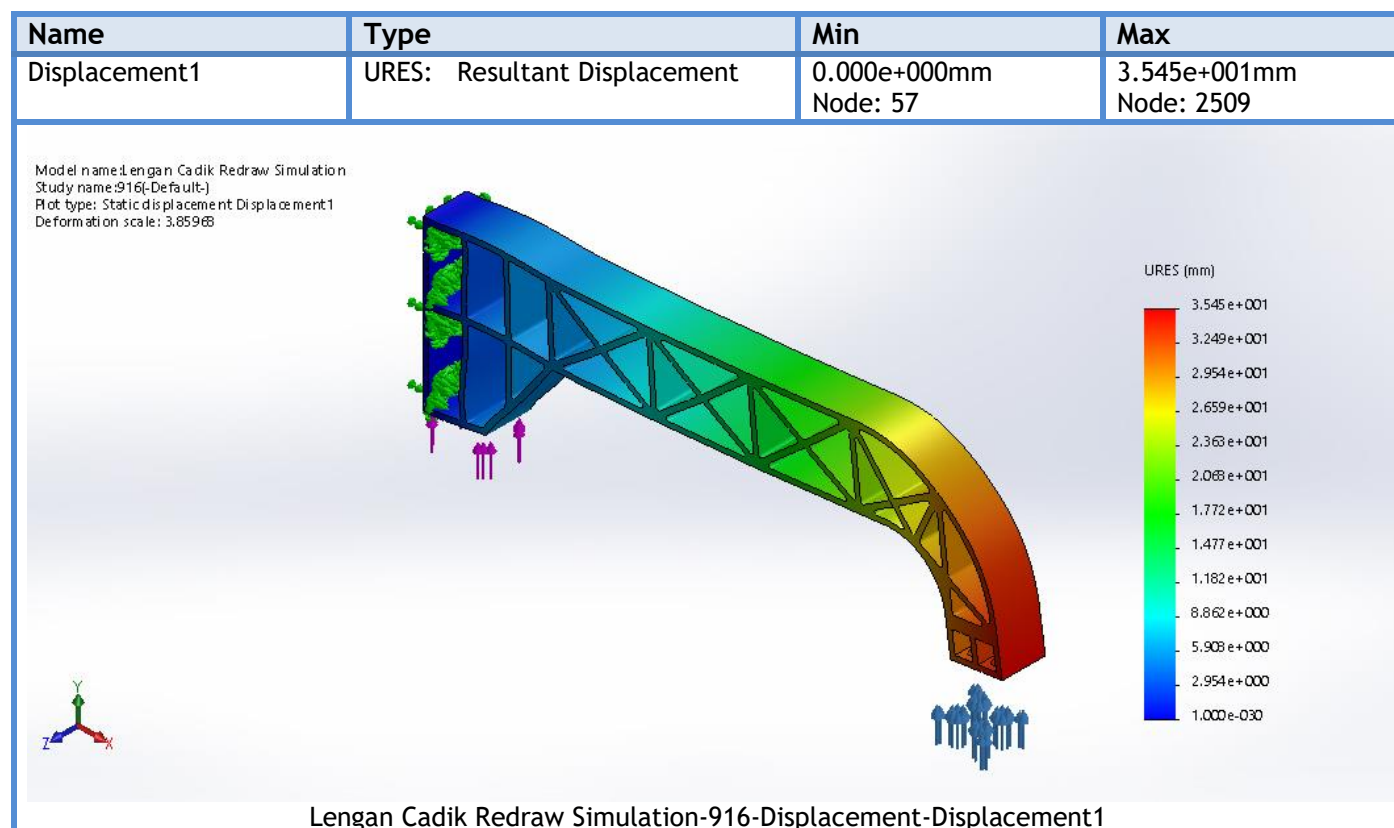 Name Type Min Max
Displacement1 URES: Resultant Displacement 0.000e+000mm 3.545e+001mm
Node: 57 Node: 2509
Model name:Lengan Cadik Redraw Simulation
Study name:916(-Default-)
Plot type: Static displacement Displacement1
Deformation scale: 3.85968
URES (mm)
3.545e+001
3.249e+001
2.954e+001
2.659e+001
2.363e+001
2.068e+001
1.772e+001
1.477e+001
1.182e+001
8.862e+000
5.908e+000
2.954e+000
1.000e-030
Y
Z X
Lengan Cadik Redraw Simulation-916-Displacement-Displacement1